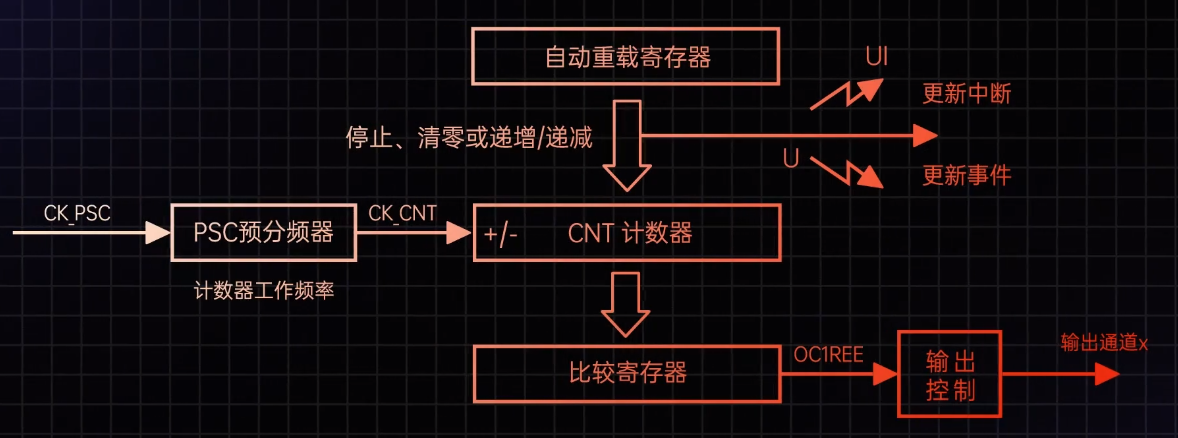 自动重载寄存器
UI
更新中断
停止、清零或递增/递减
U
更新事件
CK_PSC
PSC预分频器
CK_CNT
+/-
CNT 计数器
计数器工作频率
比较寄存器
OC1REE
输出
控制
输出通道x